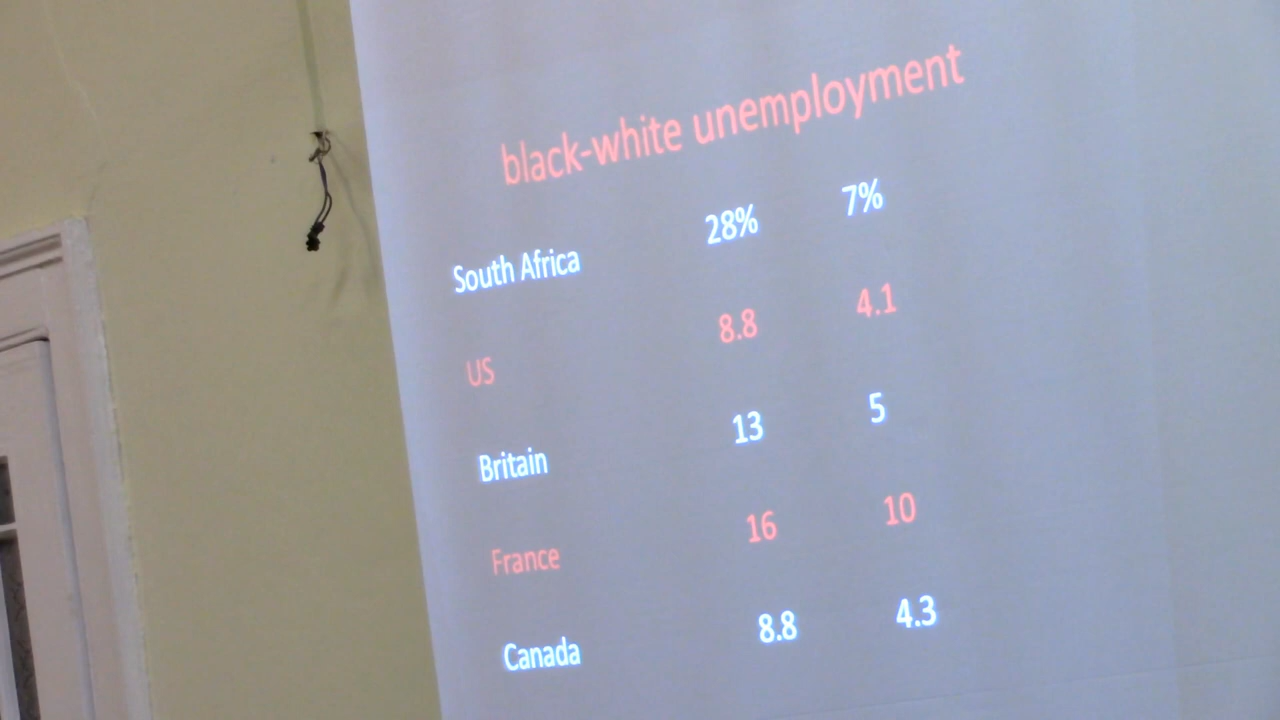 black-white unemployment
South Africa 28% 7%
US 8.8 4.1
Britain 13 5
France 16 10
Canada 8.8 4.3